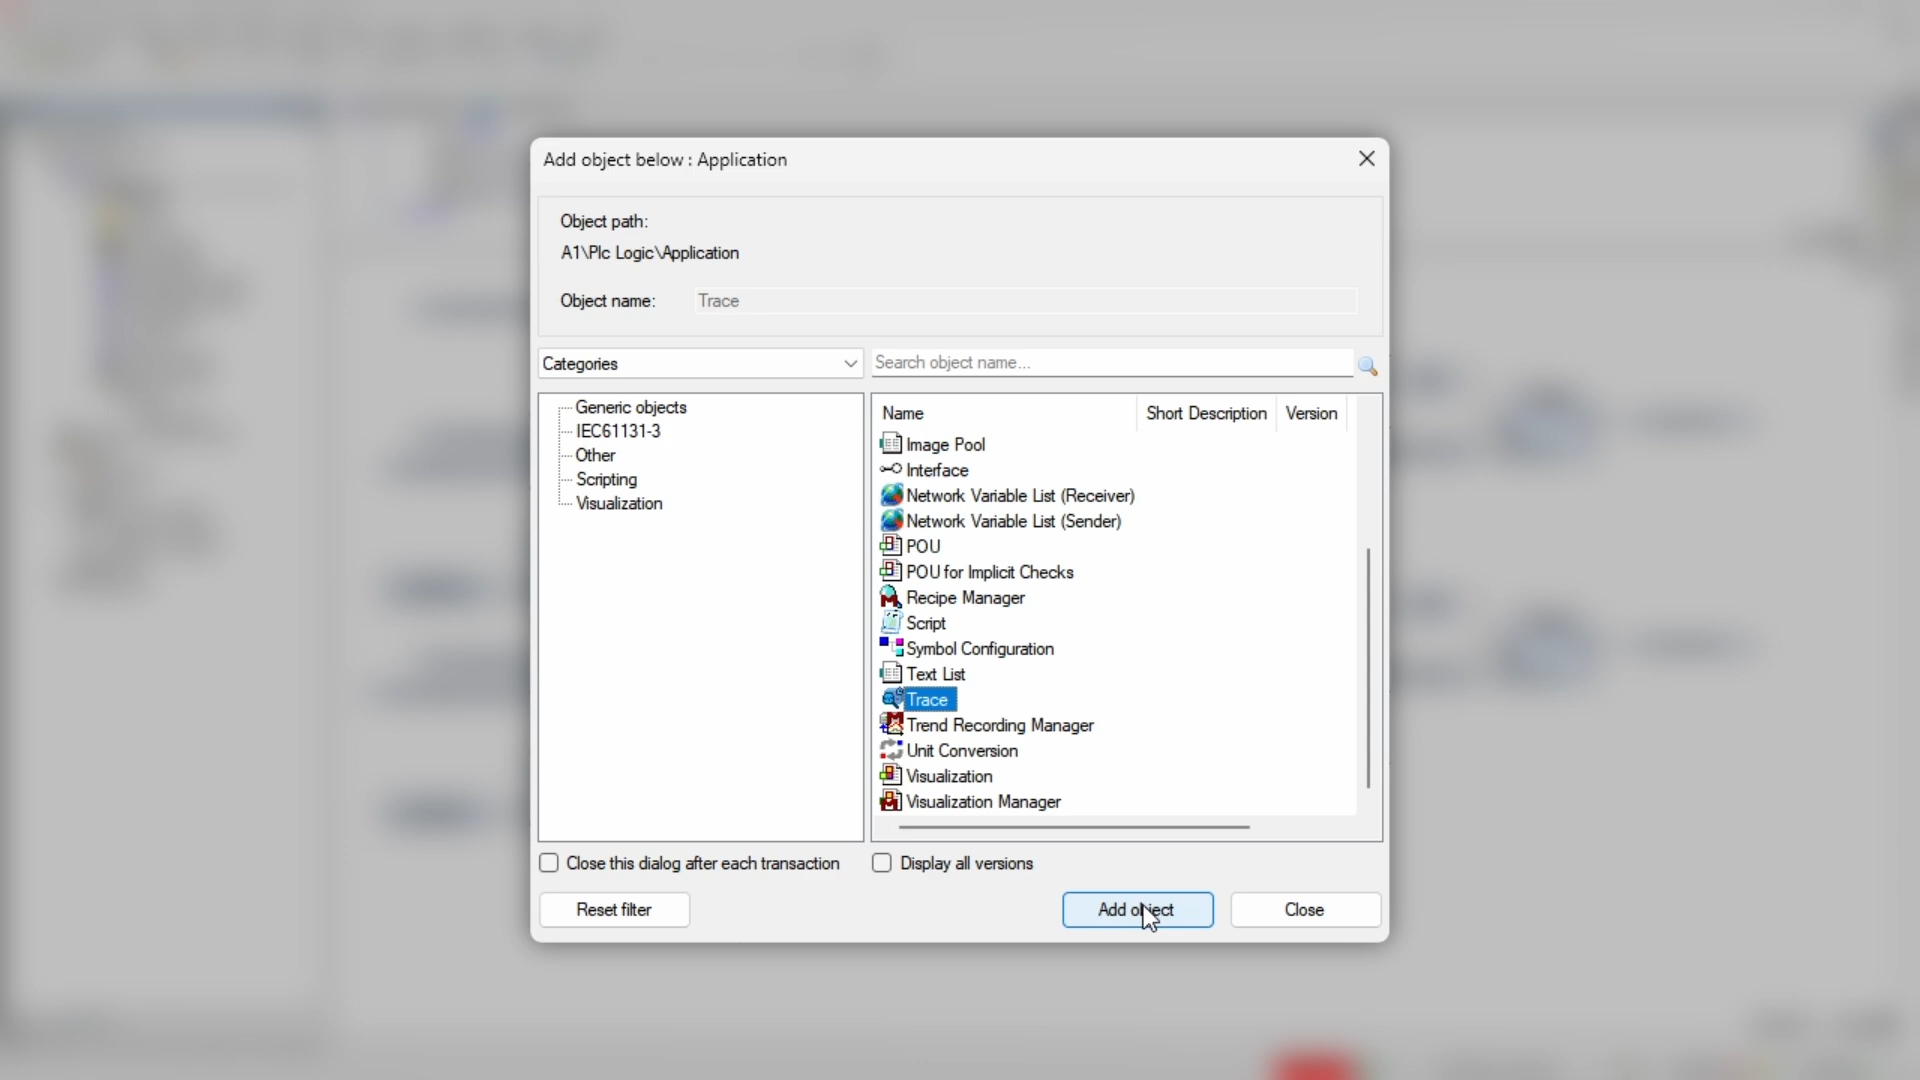 Add object below : Application
Object path:
A1\Plc Logic\Application
Object name:
Trace
Categories
Search object name...
Generic objects
IEC61131-3
Other
Scripting
Visualization
Name
Short Description
Version
Image Pool
Interface
Network Variable List (Receiver)
Network Variable List (Sender)
POU
POU for Implicit Checks
Recipe Manager
Script
Symbol Configuration
Text List
Trace
Trend Recording Manager
Unit Conversion
Visualization
Visualization Manager
Close this dialog after each transaction
Display all versions
Reset filter
Add object
Close